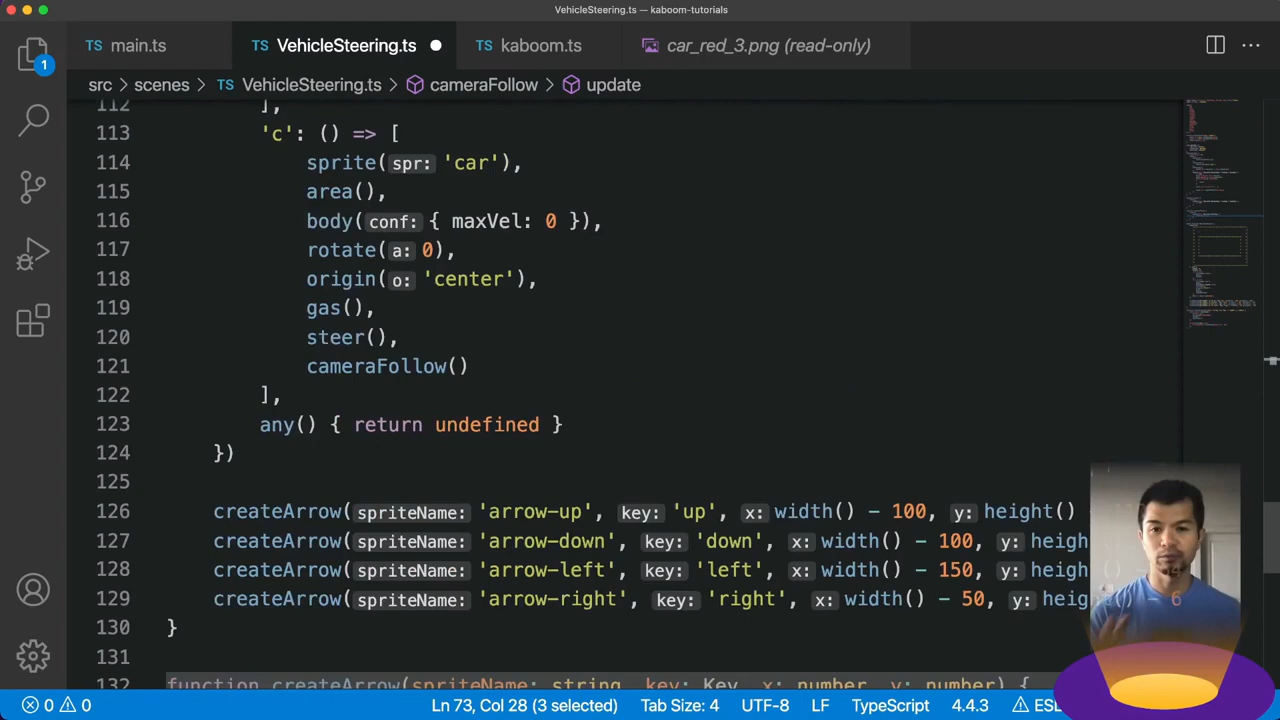 VehicleSteering.ts — kaboom-tutorials
TS main.ts TS VehicleSteering.ts TS kaboom.ts car_red_3.png (read-only)
1
src > scenes > TS VehicleSteering.ts > cameraFollow > update
112 ],
113 'c': () => [
114 sprite(spr: 'car'),
115 area(),
116 body(conf: { maxVel: 0 }),
117 rotate(a: 0),
118 origin(o: 'center'),
119 gas(),
120 steer(),
121 cameraFollow()
122 ],
123 any() { return undefined }
124 })
125
126 createArrow(spriteName: 'arrow-up', key: 'up', x: width() - 100, y: height()
127 createArrow(spriteName: 'arrow-down', key: 'down', x: width() - 100, y: heigh
128 createArrow(spriteName: 'arrow-left', key: 'left', x: width() - 150, y: heigh
129 createArrow(spriteName: 'arrow-right', key: 'right', x: width() - 50, y: height() - 6
130 }
131
132 function createArrow(spriteName: string, key: Key, x: number, y: number) {
0 0 Ln 73, Col 28 (3 selected) Tab Size: 4 UTF-8 LF TypeScript 4.4.3 ESL